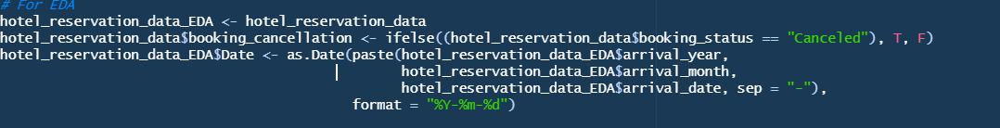 # For EDA
hotel_reservation_data_EDA <- hotel_reservation_data
hotel_reservation_data$booking_cancellation <- ifelse((hotel_reservation_data$booking_status == "Canceled"), T, F)
hotel_reservation_data_EDA$Date <- as.Date(paste(hotel_reservation_data_EDA$arrival_year,
hotel_reservation_data_EDA$arrival_month,
hotel_reservation_data_EDA$arrival_date, sep = "-"),
format = "%Y-%m-%d")